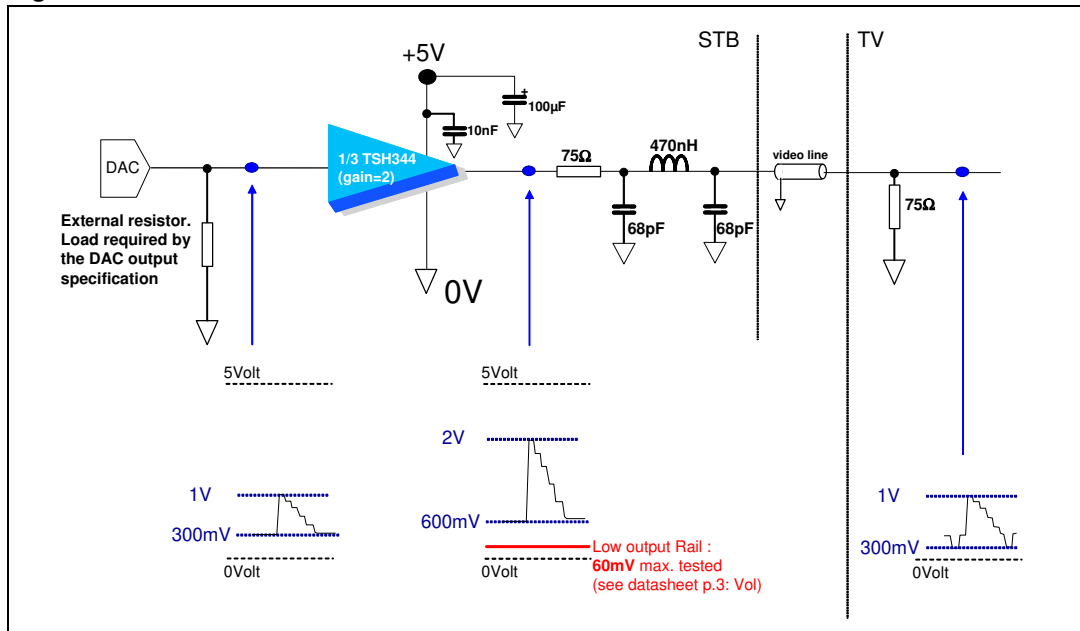 STB
TV
+5V
100µF
+
10nF
DAC
1/3 TSH344
(gain=2)
75Ω
470nH
video line
68pF
68pF
75Ω
External resistor.
Load required by
the DAC output
specification
0V
5Volt
5Volt
2V
1V
1V
600mV
300mV
300mV
Low output Rail :
60mV max. tested
(see datasheet p.3: Vol)
0Volt
0Volt
0Volt